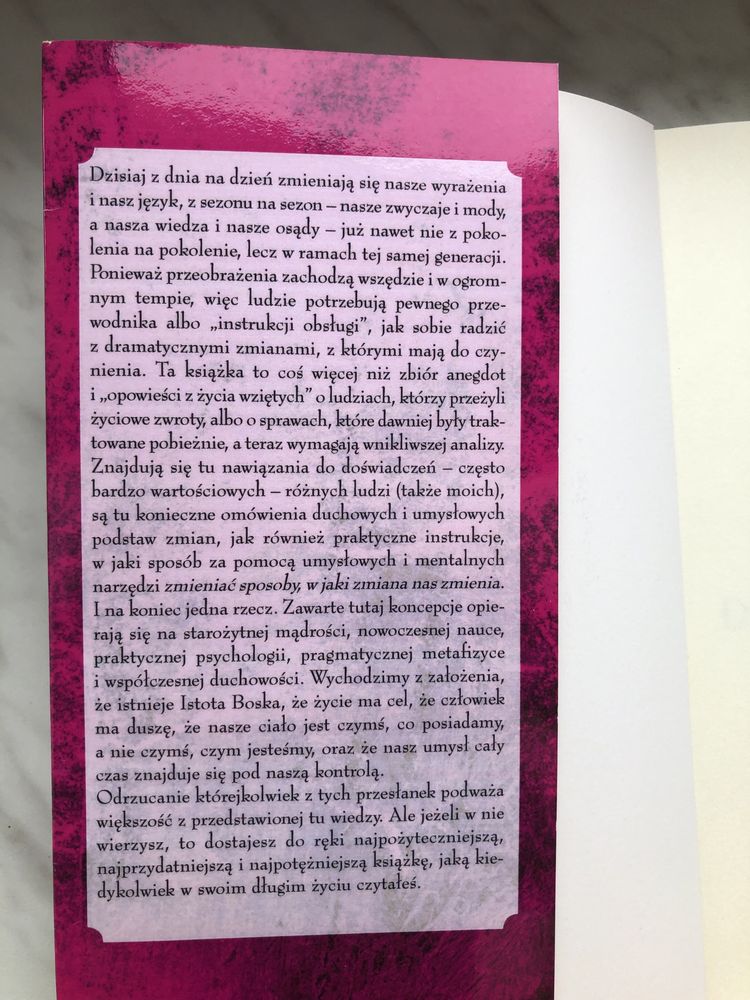 Dzisiaj z dnia na dzień zmieniają się nasze wyrażenia
i nasz język, z sezonu na sezon – nasze zwyczaje i mody,
a nasza wiedza i nasze osądy – już nawet nie z poko-
lenia na pokolenie, lecz w ramach tej samej generacji.
Ponieważ przeobrażenia zachodzą wszędzie i w ogrom-
nym tempie, więc ludzie potrzebują pewnego prze-
wodnika albo „instrukcji obsługi”, jak sobie radzić
z dramatycznymi zmianami, z którymi mają do czy-
nienia. Ta książka to coś więcej niż zbiór anegdot
i „opowieści z życia wziętych” o ludziach, którzy przeżyli
życiowe zwroty, albo o sprawach, które dawniej były trak-
towane pobieżnie, a teraz wymagają wnikliwszej analizy.
Znajdują się tu nawiązania do doświadczeń – często
bardzo wartościowych – różnych ludzi (także moich),
są tu konieczne omówienia duchowych i umysłowych
podstaw zmian, jak również praktyczne instrukcje,
w jaki sposób za pomocą umysłowych i mentalnych
narzędzi zmieniać sposoby, w jaki zmiana nas zmienia.
I na koniec jedna rzecz. Zawarte tutaj koncepcje opie-
rają się na starożytnej mądrości, nowoczesnej nauce,
praktycznej psychologii, pragmatycznej metafizyce
i współczesnej duchowości. Wychodzimy z założenia,
że istnieje Istota Boska, że życie ma cel, że człowiek
ma duszę, że nasze ciało jest czymś, co posiadamy,
a nie czymś, czym jesteśmy, oraz że nasz umysł cały
czas znajduje się pod naszą kontrolą.
Odrzucanie którejkolwiek z tych przesłanek podważa
większość z przedstawionej tu wiedzy. Ale jeżeli w nie
wierzysz, to dostajesz do ręki najpożyteczniejszą,
najprzydatniejszą i najpotężniejszą książkę, jaką kie-
dykolwiek w swoim długim życiu czytałeś.